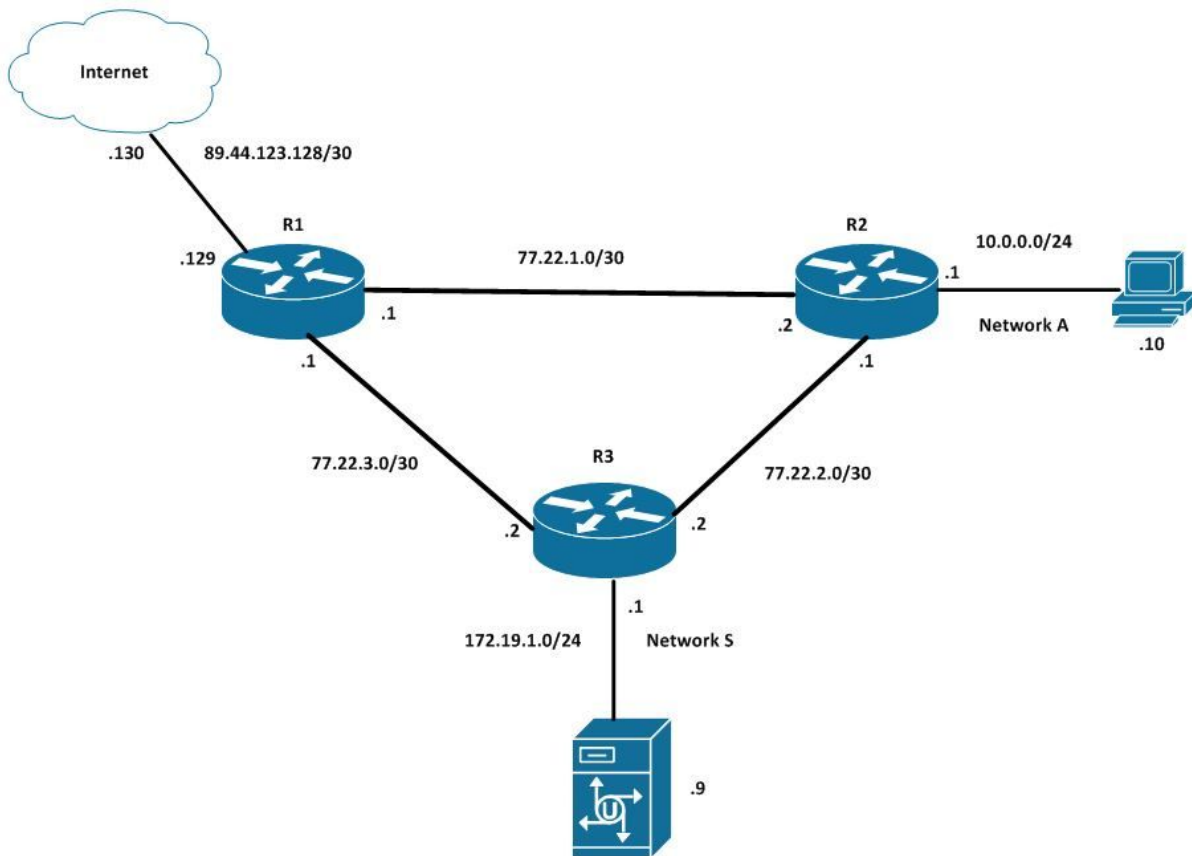 Internet
.130
89.44.123.128/30
R1
R2
.129
77.22.1.0/30
10.0.0.0/24
.1
.1
.2
Network A
.10
.1
.1
77.22.3.0/30
R3
77.22.2.0/30
.2
.2
.1
172.19.1.0/24
Network S
.9
U